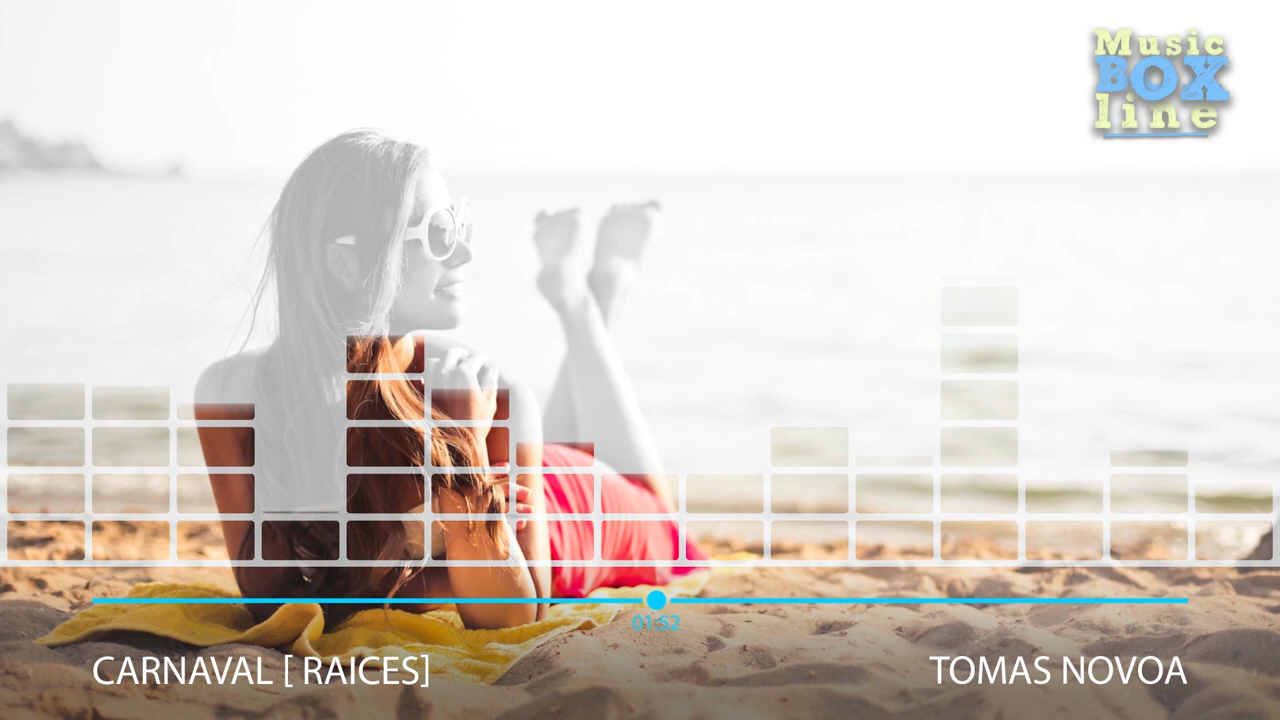 Music
BOX
line
01:52
CARNAVAL [ RAICES]
TOMAS NOVOA